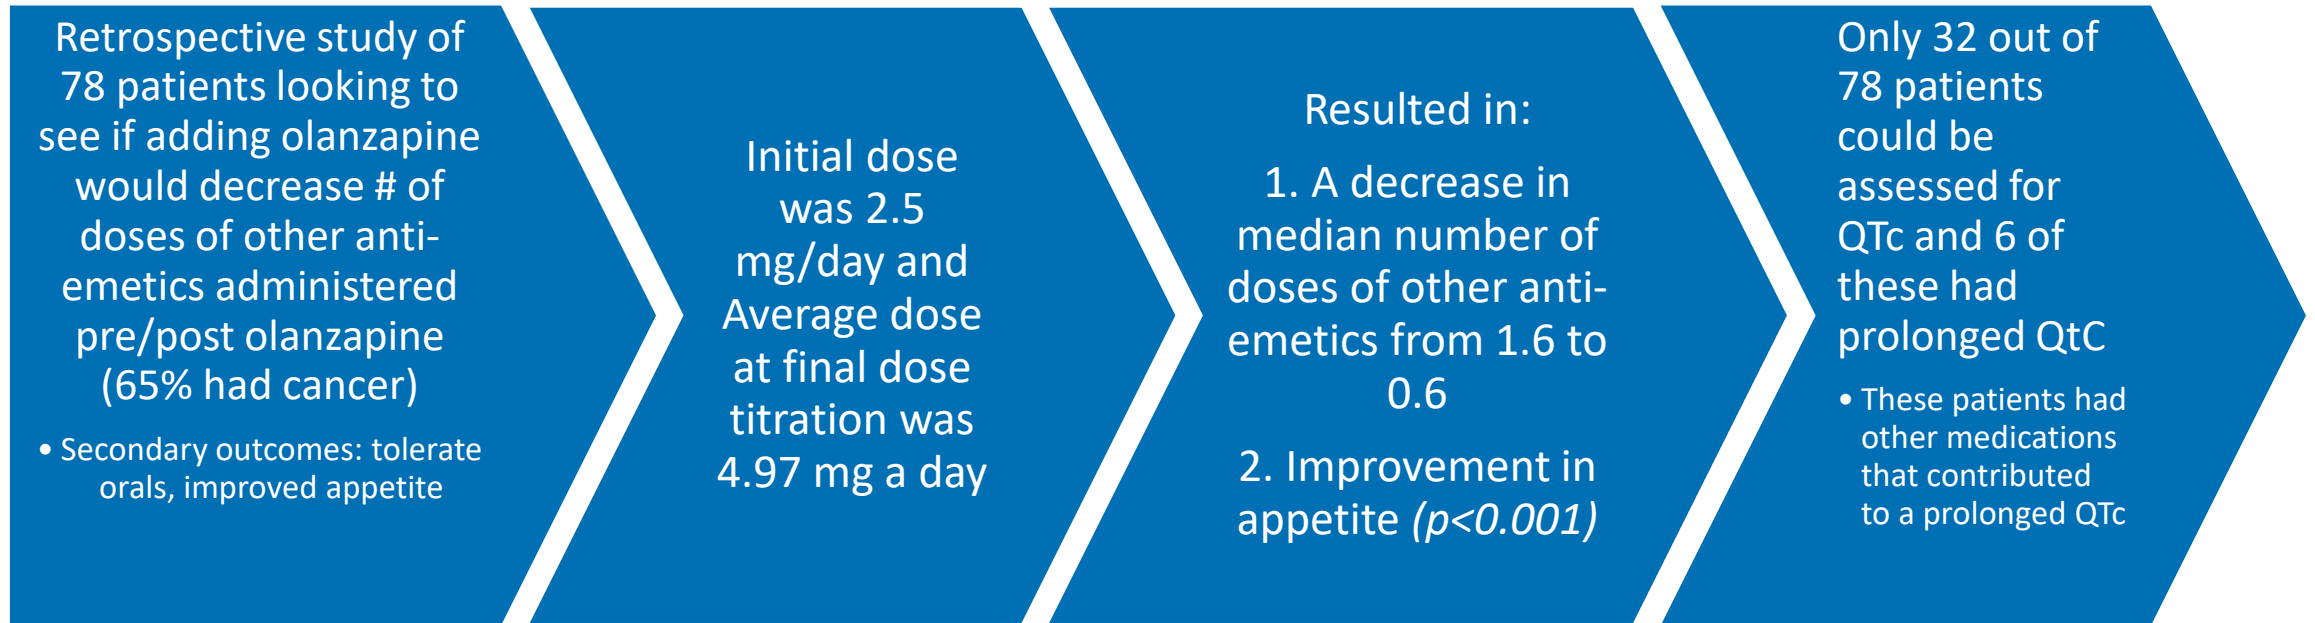 Retrospective study of
78 patients looking to
see if adding olanzapine
would decrease # of
doses of other anti-
emetics administered
pre/post olanzapine
(65% had cancer)
• Secondary outcomes: tolerate
orals, improved appetite
Initial dose
was 2.5
mg/day and
Average dose
at final dose
titration was
4.97 mg a day
Resulted in:
1. A decrease in
median number of
doses of other anti-
emetics from 1.6 to
0.6
2. Improvement in
appetite (p<0.001)
Only 32 out of
78 patients
could be
assessed for
QTc and 6 of
these had
prolonged QtC
• These patients had
other medications
that contributed
to a prolonged QTc